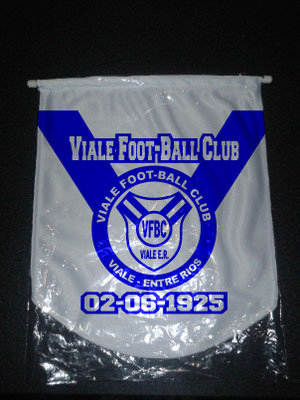 VIALE FOOT-BALL CLUB
VIALE FOOT-BALL CLUB
VFBC
VIALE E.R.
VIALE - ENTRE RIOS
02-06-1925